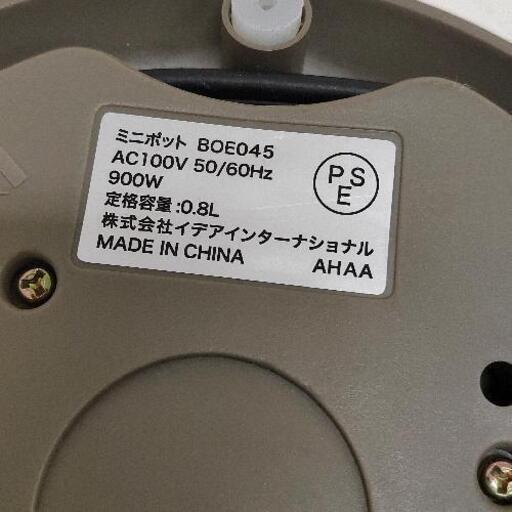 ミニポット BOE045
AC100V 50/60Hz
900W
定格容量:0.8L
株式会社イデアインターナショナル
MADE IN CHINA AHAA
PS
E